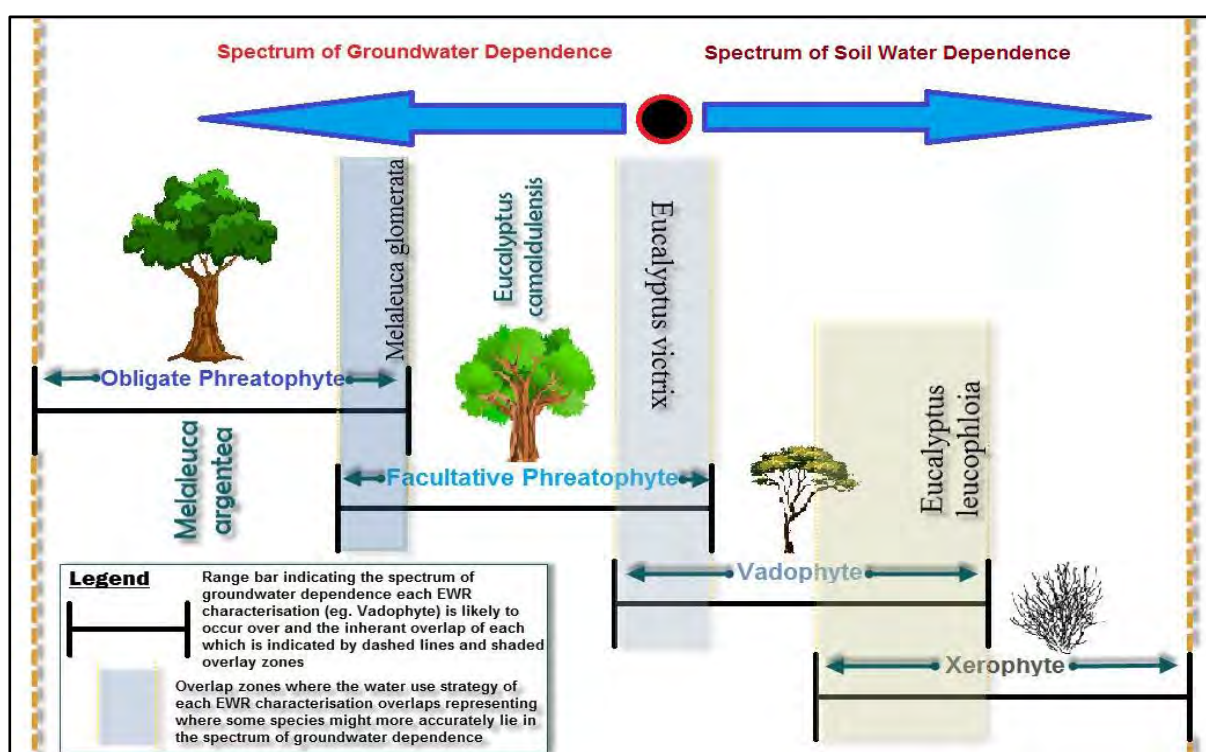 Spectrum of Groundwater Dependence
Spectrum of Soil Water Dependence
Melaleuca glomerata
Eucalyptus
camaldulensis
Eucalyptus victrix
Obligate Phreatophyte
Melaleuca
argentea
Facultative Phreatophyte
Eucalyptus
leucophloia
Vadophyte
Xerophyte
Legend
Range bar indicating the spectrum of
groundwater dependence each EWR
characterisation (eg. Vadophyte) is likely to
occur over and the inherant overlap of each
which is indicated by dashed lines and shaded
overlay zones
Overlap zones where the water use strategy of
each EWR characterisation overlaps representing
where some species might more accurately lie in
the spectrum of groundwater dependence